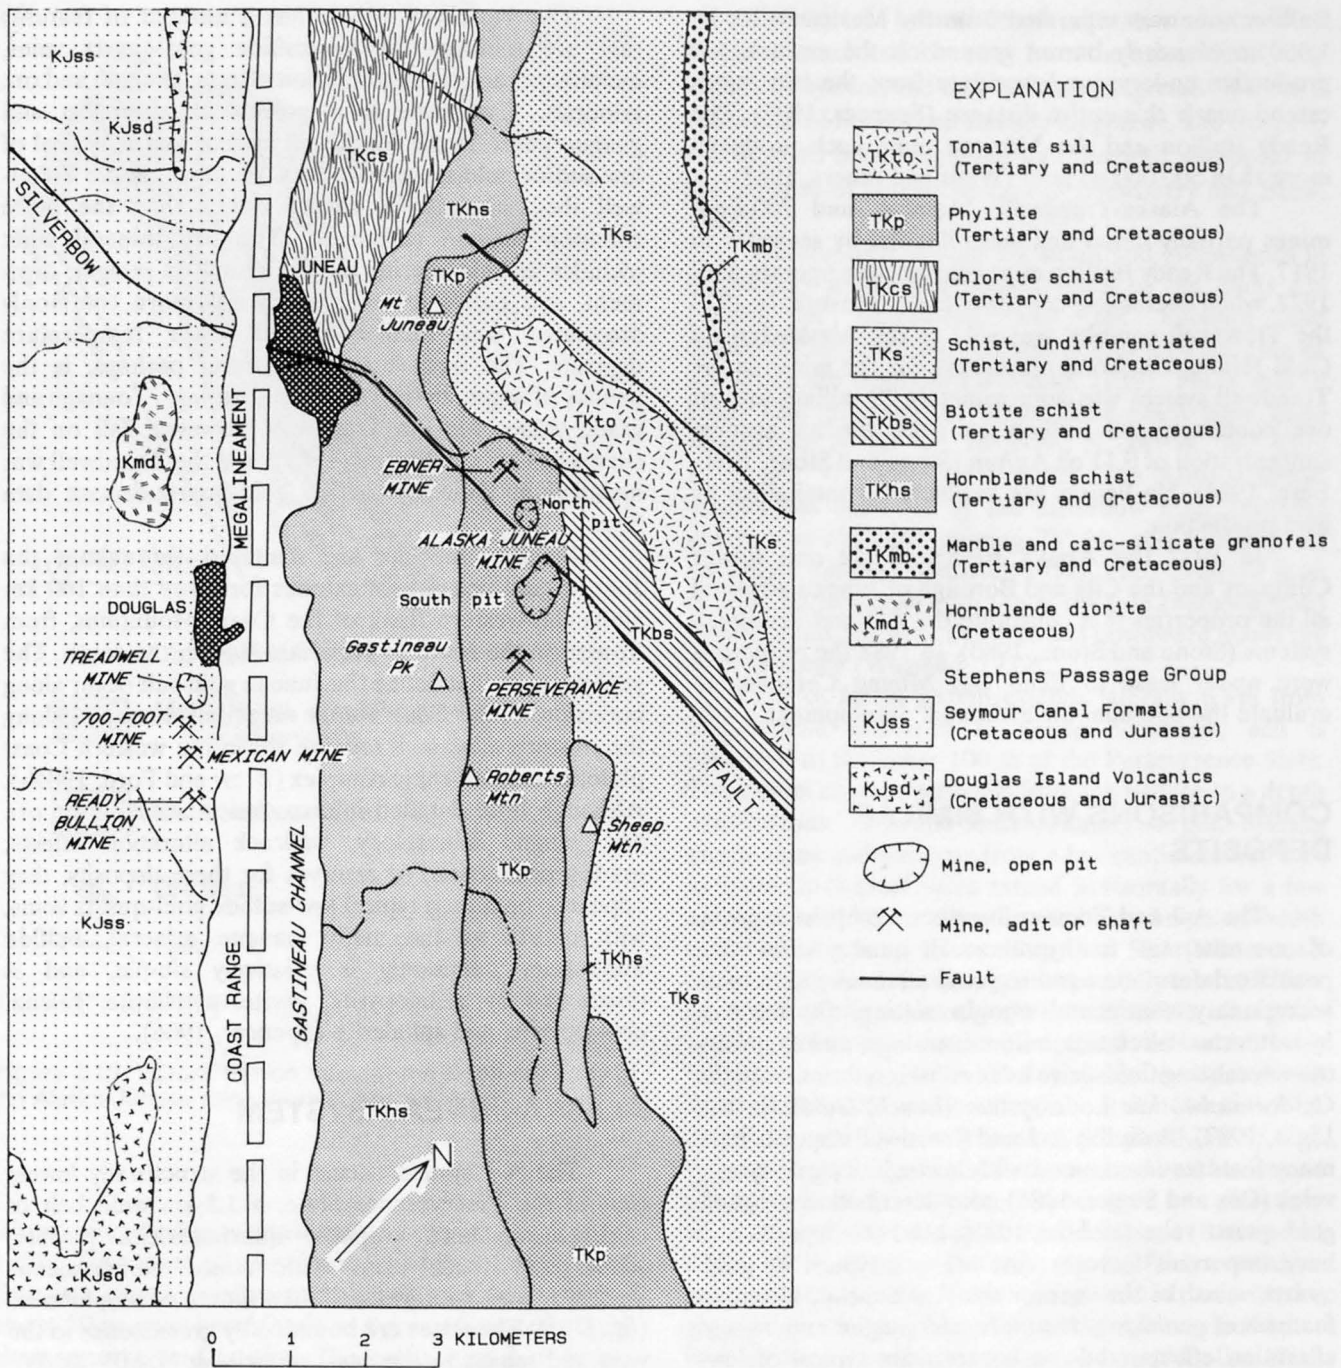 KJss
KJsd
SILVERBOW
TKcs
JUNEAU
TKhs
TKp
Mt
Juneau
TKs
TKmb
TKto
Kmdi
MEGALINEAMENT
EBNER
MINE
North
pit
ALASKA JUNEAU
MINE
TKs
South pit
DOUGLAS
TKbs
Gastineau
Pk
TREADWELL
MINE
PERSEVERANCE
MINE
700-FOOT
MINE
MEXICAN MINE
READY
BULLION
MINE
Roberts
Mtn
FAULT
Sheep
Mtn
TKp
KJss
GASTINEAU CHANNEL
COAST RANGE
TKhs
TKs
TKhs
N
TKp
KJsd
0 1 3 KILOMETERS
EXPLANATION
TKto Tonalite sill
(Tertiary and Cretaceous)
TKp Phyllite
(Tertiary and Cretaceous)
TKcs Chlorite schist
(Tertiary and Cretaceous)
TKs Schist, undifferentiated
(Tertiary and Cretaceous)
TKbs Biotite schist
(Tertiary and Cretaceous)
TKhs Hornblende schist
(Tertiary and Cretaceous)
TKmb Marble and calc-silicate granofels
(Tertiary and Cretaceous)
Kmdi Hornblende diorite
(Cretaceous)
Stephens Passage Group
KJss Seymour Canal Formation
(Cretaceous and Jurassic)
KJsd Douglas Island Volcanics
(Cretaceous and Jurassic)
Mine, open pit
Mine, adit or shaft
Fault